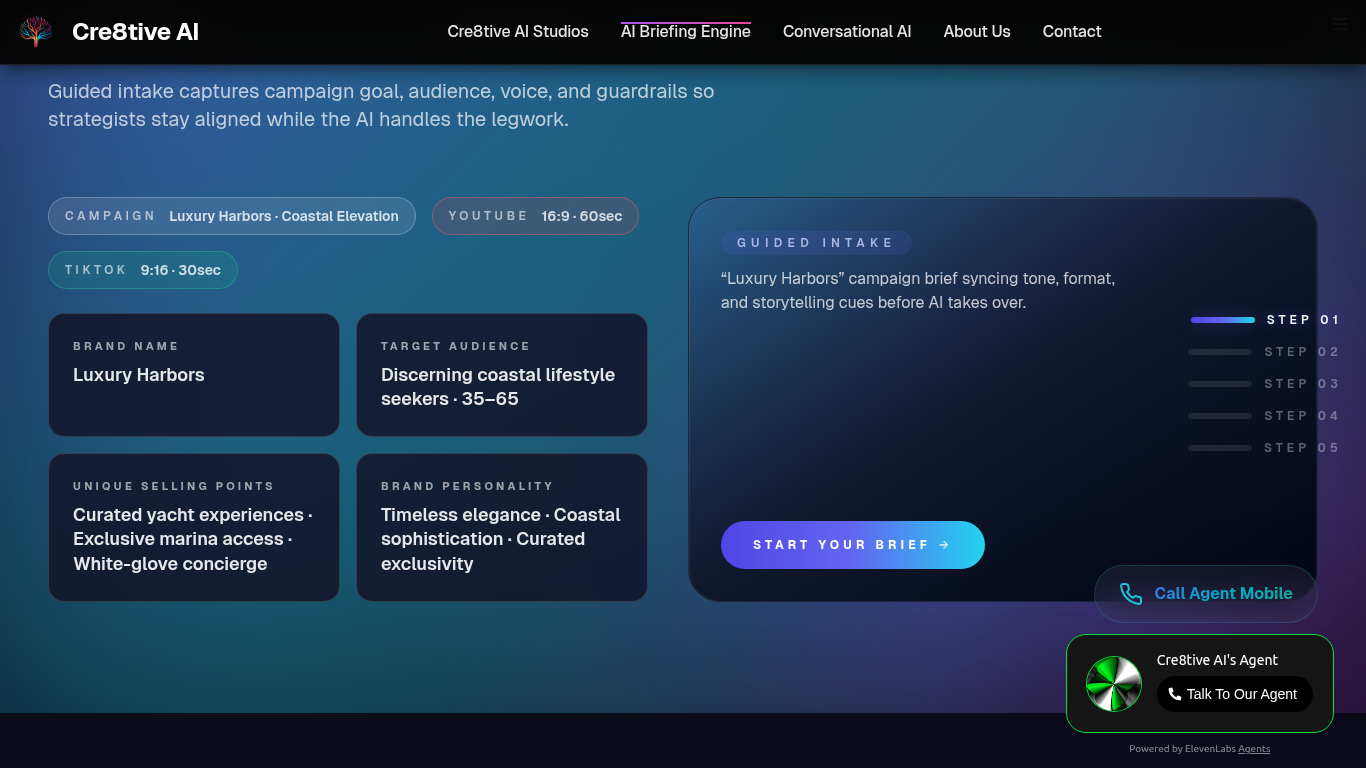 Cre8tive AI
Cre8tive AI Studios
AI Briefing Engine
Conversational AI
About Us
Contact
Guided intake captures campaign goal, audience, voice, and guardrails so
strategists stay aligned while the AI handles the legwork.
CAMPAIGN Luxury Harbors · Coastal Elevation
YOUTUBE 16:9 · 60sec
TIKTOK 9:16 · 30sec
BRAND NAME
Luxury Harbors
TARGET AUDIENCE
Discerning coastal lifestyle
seekers · 35–65
UNIQUE SELLING POINTS
Curated yacht experiences ·
Exclusive marina access ·
White-glove concierge
BRAND PERSONALITY
Timeless elegance · Coastal
sophistication · Curated
exclusivity
GUIDED INTAKE
“Luxury Harbors” campaign brief syncing tone, format,
and storytelling cues before AI takes over.
STEP 01
STEP 02
STEP 03
STEP 04
STEP 05
START YOUR BRIEF →
Call Agent Mobile
Cre8tive AI's Agent
Talk To Our Agent
Powered by ElevenLabs Agents